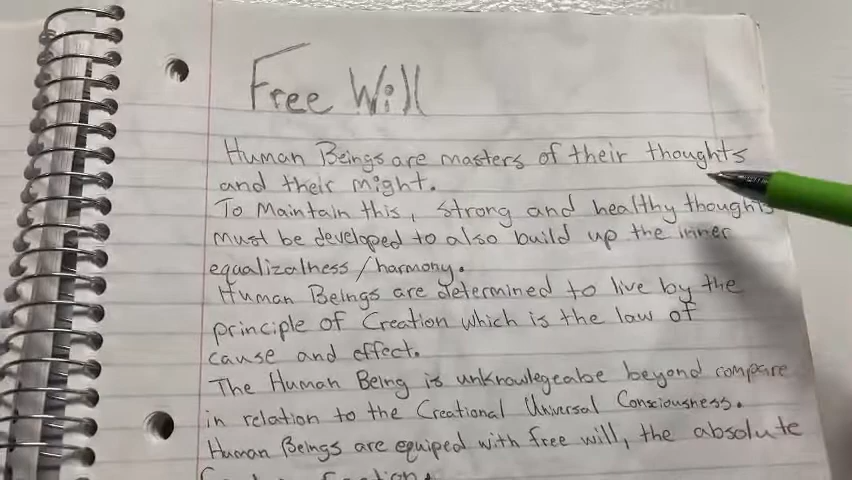 Free Will
Human Beings are masters of their thoughts
and their might.
To Maintain this, strong and healthy thoughts
must be developed to also build up the inner
equalizalness/harmony.
Human Beings are determined to live by the
principle of Creation which is the law of
cause and effect.
The Human Being is unknowlegeabe beyond compare
in relation to the Creational Universal Consciousness.
Human Beings are equiped with free will, the absolute